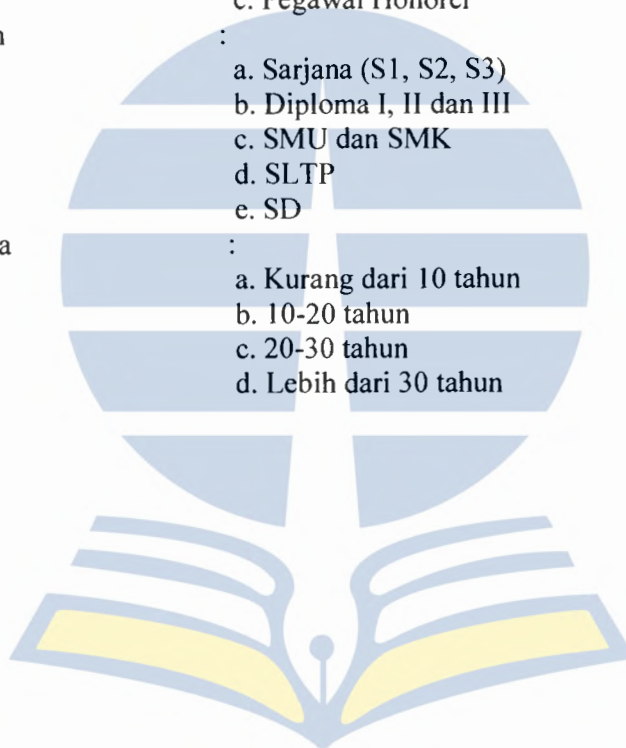 c. Pegawai Honorer
:
a. Sarjana (S1, S2, S3)
b. Diploma I, II dan III
c. SMU dan SMK
d. SLTP
e. SD
a :
a. Kurang dari 10 tahun
b. 10-20 tahun
c. 20-30 tahun
d. Lebih dari 30 tahun